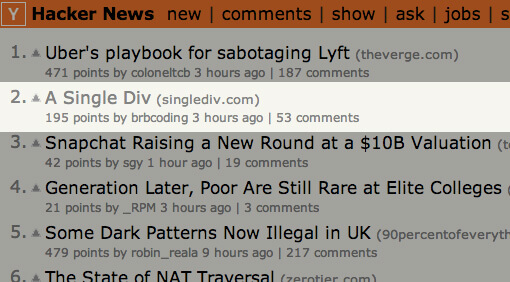 Y Hacker News new | comments | show | ask | jobs | s
1. Uber's playbook for sabotaging Lyft (theverge.com)
471 points by coloneltcb 3 hours ago | 187 comments
2. A Single Div (singlediv.com)
195 points by brbcoding 3 hours ago | 53 comments
3. Snapchat Raising a New Round at a $10B Valuation (t
42 points by sgy 1 hour ago | 19 comments
4. Generation Later, Poor Are Still Rare at Elite Colleges (
21 points by _RPM 3 hours ago | 3 comments
5. Some Dark Patterns Now Illegal in UK (90percentofeveryth
479 points by robin_reala 9 hours ago | 217 comments
6. The State of NAT Traversal (zerotier.com)